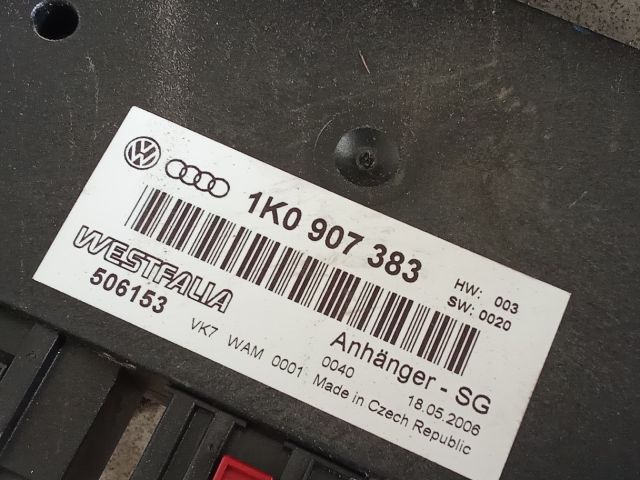 1K0 907 383
HW: 003
SW: 0020
WESTFALIA
506153
Anhänger - SG
VK7 WAM 0001
0040
18.05.2006
Made in Czech Republic